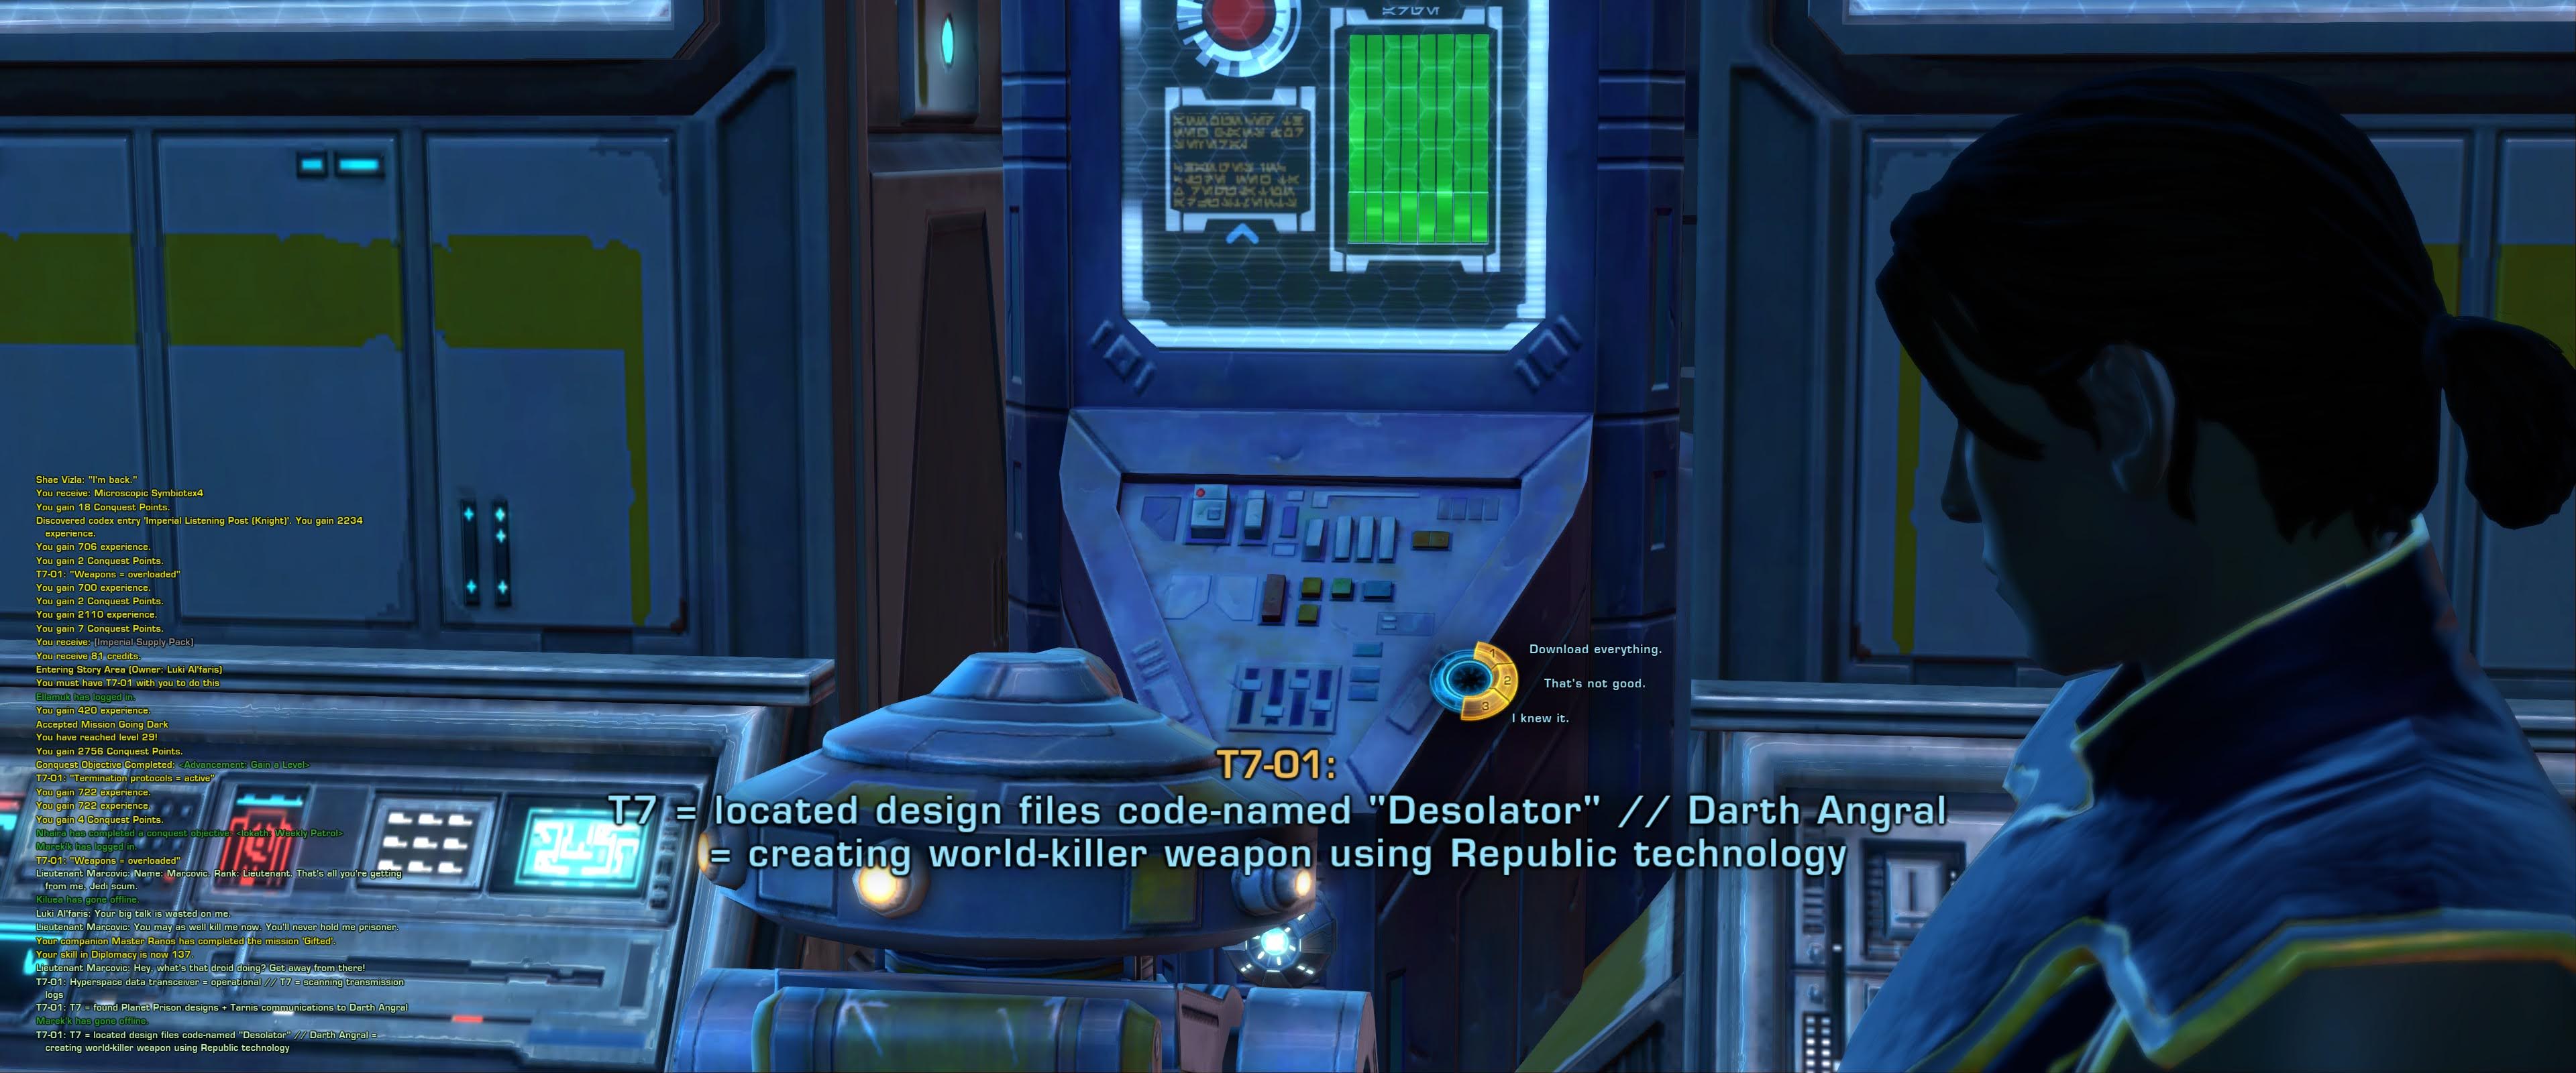 Shae Vizla: "I'm back."
You receive: Microscopic Symbiotex4
You gain 18 Conquest Points.
Discovered codex entry 'Imperial Listening Post (Knight)'. You gain 2234
experience.
You gain 706 experience.
You gain 2 Conquest Points.
T7-01: "Weapons = overloaded"
You gain 700 experience.
You gain 2 Conquest Points.
You gain 2110 experience.
You gain 7 Conquest Points.
You receive: [Imperial Supply Pack]
You receive 81 credits.
Entering Story Area (Owner: Luki Al'faris)
You must have T7-01 with you to do this
Ellamuk has logged in.
You gain 420 experience.
Accepted Mission Going Dark
You have reached level 29!
You gain 2756 Conquest Points.
Conquest Objective Completed: <Advancement: Gain a Level>
T7-01: "Termination protocols = active"
You gain 722 experience.
You gain 722 experience.
You gain 4 Conquest Points.
Nhaira has completed a conquest objective: <Iokath: Weekly Patrol>
Marek'k has logged in.
T7-01: "Weapons = overloaded"
Lieutenant Marcovic: Name: Marcovic. Rank: Lieutenant. That's all you're getting
from me, Jedi scum.
Kiluea has gone offline.
Luki Al'faris: Your big talk is wasted on me.
Lieutenant Marcovic: You may as well kill me now. You'll never hold me prisoner.
Your companion Master Ranos has completed the mission 'Gifted'.
Your skill in Diplomacy is now 137.
Lieutenant Marcovic: Hey, what's that droid doing? Get away from there!
T7-01: Hyperspace data transceiver = operational // T7 = scanning transmission
logs
T7-01: T7 = found Planet Prison designs + Tarnis communications to Darth Angral
Marek'k has gone offline.
T7-01: T7 = located design files code-named "Desolator" // Darth Angral =
creating world-killer weapon using Republic technology
1 Download everything.
2 That's not good.
3 I knew it.
T7-01:
T7 = located design files code-named "Desolator" // Darth Angral
= creating world-killer weapon using Republic technology